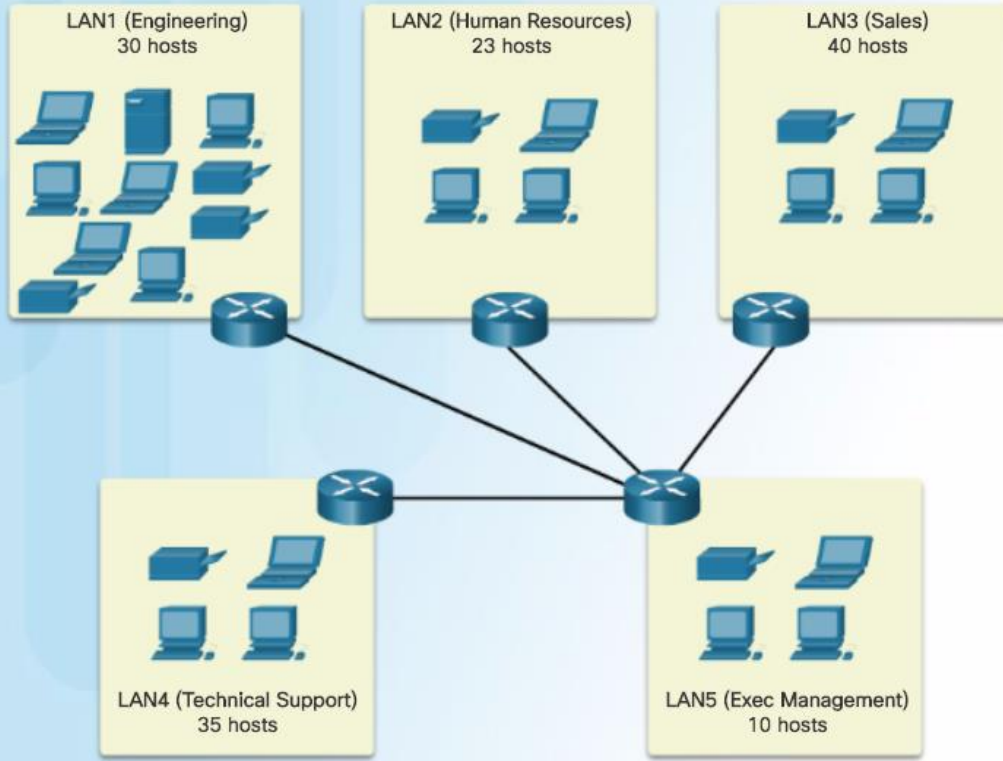 LAN1 (Engineering)
30 hosts
LAN2 (Human Resources)
23 hosts
LAN3 (Sales)
40 hosts
LAN4 (Technical Support)
35 hosts
LAN5 (Exec Management)
10 hosts